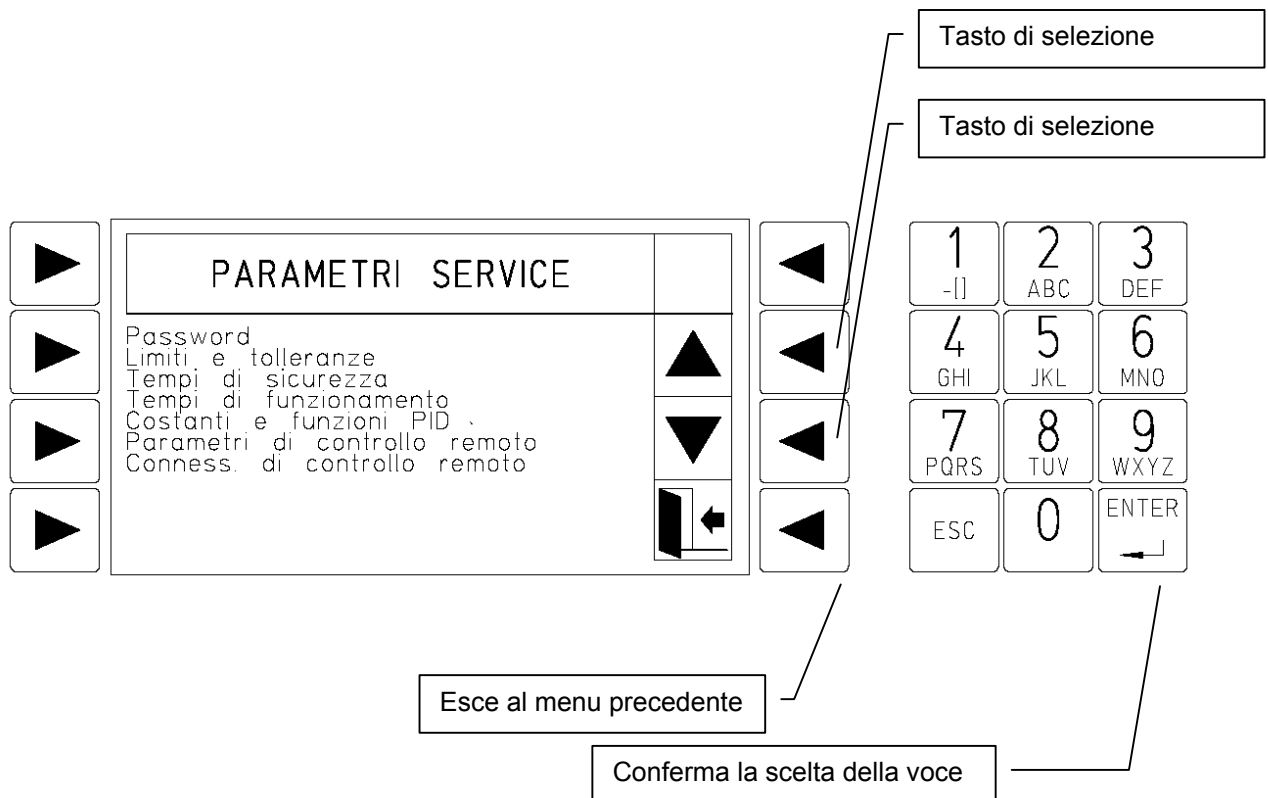 Tasto di selezione
Tasto di selezione
PARAMETRI SERVICE
Password
Limiti e tolleranze
Tempi di sicurezza
Tempi di funzionamento
Costanti e funzioni PID
Parametri di controllo remoto
Conness. di controllo remoto
1 2 3
-[] ABC DEF
4 5 6
GHI JKL MNO
7 8 9
PQRS TUV WXYZ
ESC 0 ENTER
Esce al menu precedente
Conferma la scelta della voce